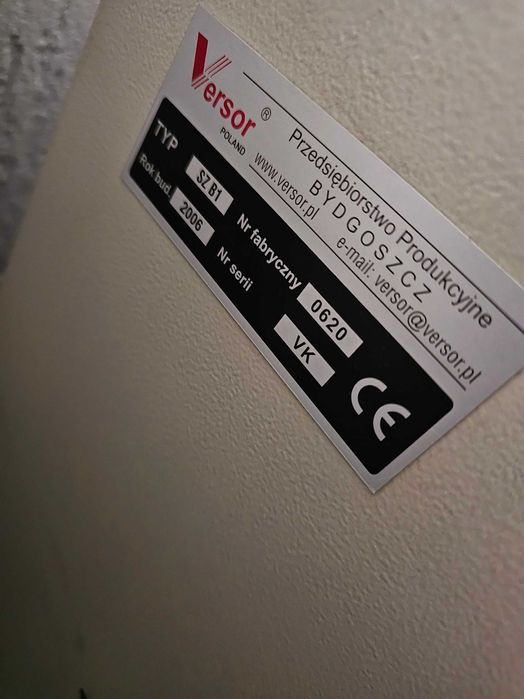 Versor ®
POLAND
Przedsiębiorstwo Produkcyjne
BYDGOSZCZ
www.versor.pl e-mail: versor@versor.pl
TYP SZ B1 Nr fabryczny 0620
Rok bud. 2006 Nr serii VK
CE